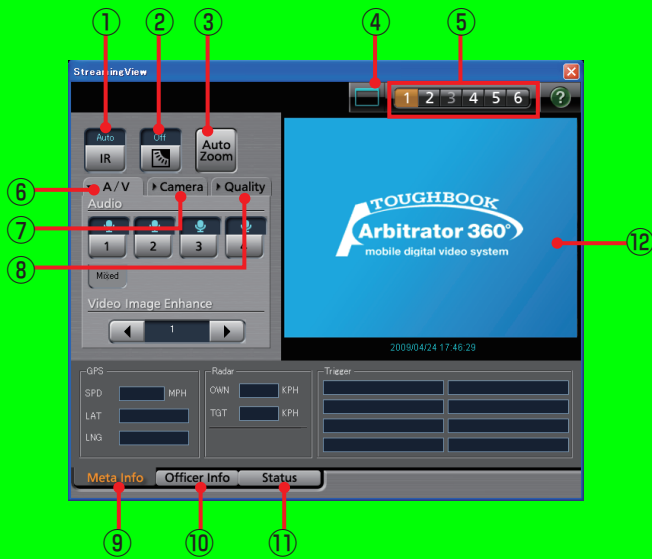 ① ② ③ ④ ⑤
StreamingView
1 2 3 4 5 6 ?
Auto Off Auto Zoom
IR
⑥ A/V Camera Quality
Audio
⑦
1 2 3 4
⑧
Mixed
Video Image Enhance
1
TOUGHBOOK
Arbitrator 360°
mobile digital video system
⑫
2009/04/24 17:46:29
GPS Radar Trigger
SPD MPH OWN KPH
LAT TGT KPH
LNG
Meta Info Officer Info Status
⑨ ⑩ ⑪